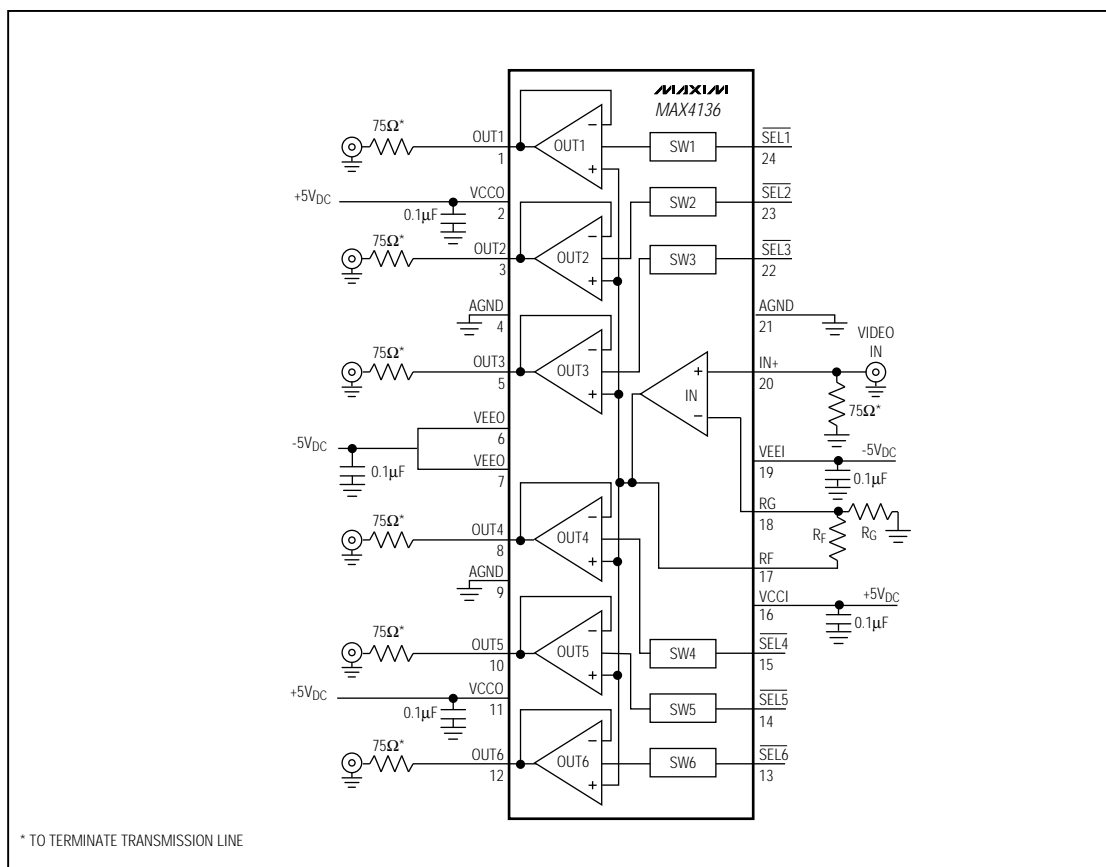 MAXIM
MAX4136
75Ω*
OUT1
1
OUT1
−
+
SW1
SEL1
24
+5VDC
0.1μF
VCCO
2
SW2
SEL2
23
75Ω*
OUT2
3
OUT2
−
+
SW3
SEL3
22
AGND
4
AGND
21
VIDEO
IN
75Ω*
OUT3
5
OUT3
−
+
IN
+
−
IN+
20
75Ω*
-5VDC
0.1μF
VEEO
6
VEEO
7
VEEI
19
-5VDC
0.1μF
RG
18
RF
RG
75Ω*
OUT4
8
OUT4
−
+
RF
17
AGND
9
VCCI
16
+5VDC
0.1μF
75Ω*
OUT5
10
OUT5
−
+
SW4
SEL4
15
+5VDC
0.1μF
VCCO
11
SW5
SEL5
14
75Ω*
OUT6
12
OUT6
−
+
SW6
SEL6
13
* TO TERMINATE TRANSMISSION LINE